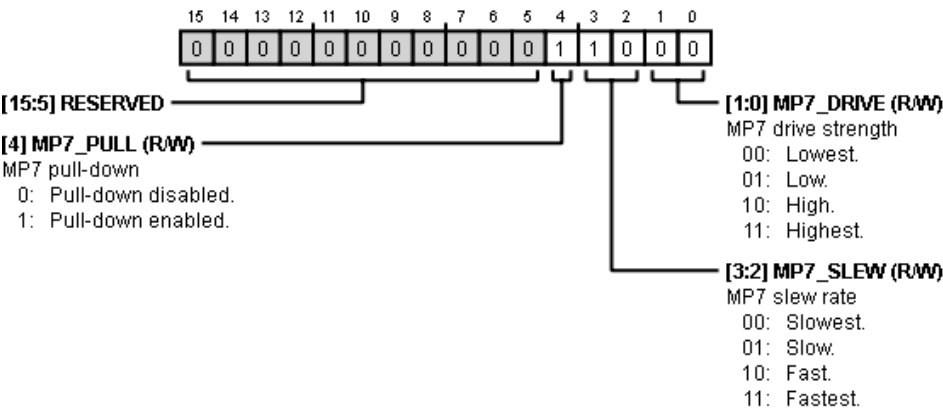 15 14 13 12 11 10 9 8 7 6 5 4 3 2 1 0
0 0 0 0 0 0 0 0 0 0 0 1 1 0 0 0
[15:5] RESERVED
[4] MP7_PULL (R/W)
MP7 pull-down
0: Pull-down disabled.
1: Pull-down enabled.
[1:0] MP7_DRIVE (R/W)
MP7 drive strength
00: Lowest.
01: Low.
10: High.
11: Highest.
[3:2] MP7_SLEW (R/W)
MP7 slew rate
00: Slowest.
01: Slow.
10: Fast.
11: Fastest.